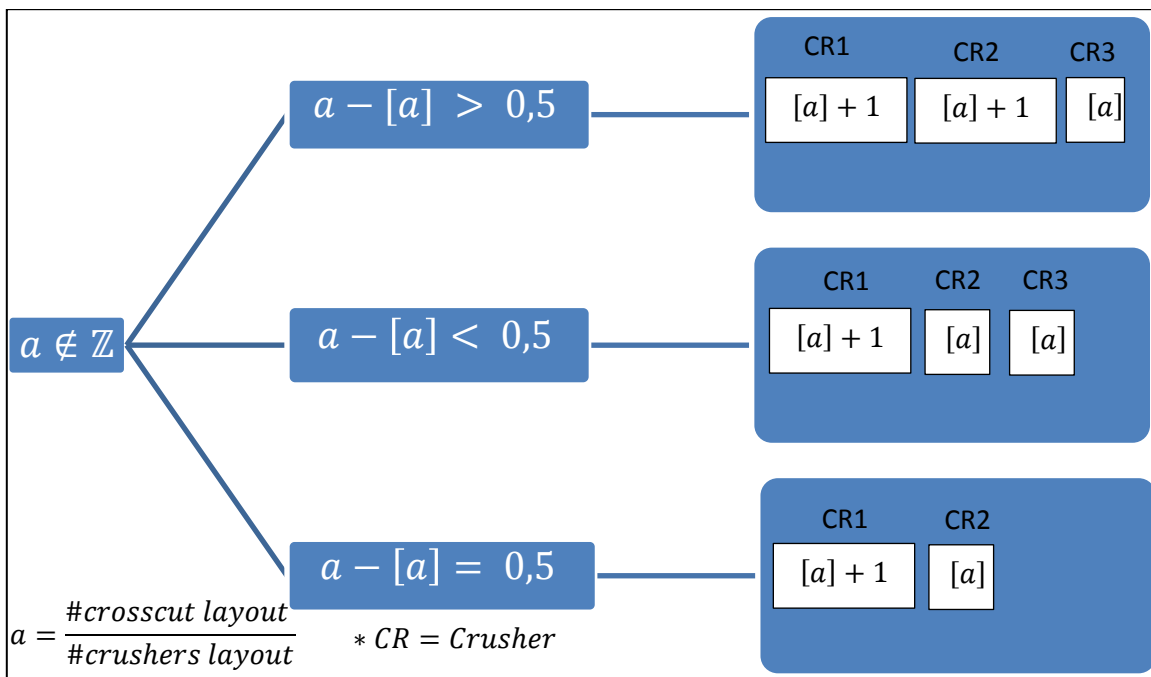 CR1 CR2 CR3
a − [a] > 0,5
[a] + 1 [a] + 1 [a]
CR1 CR2 CR3
a ∉ ℤ
a − [a] < 0,5
[a] + 1 [a] [a]
CR1 CR2
a − [a] = 0,5
[a] + 1 [a]
a = #crosscut layout / #crushers layout
* CR = Crusher